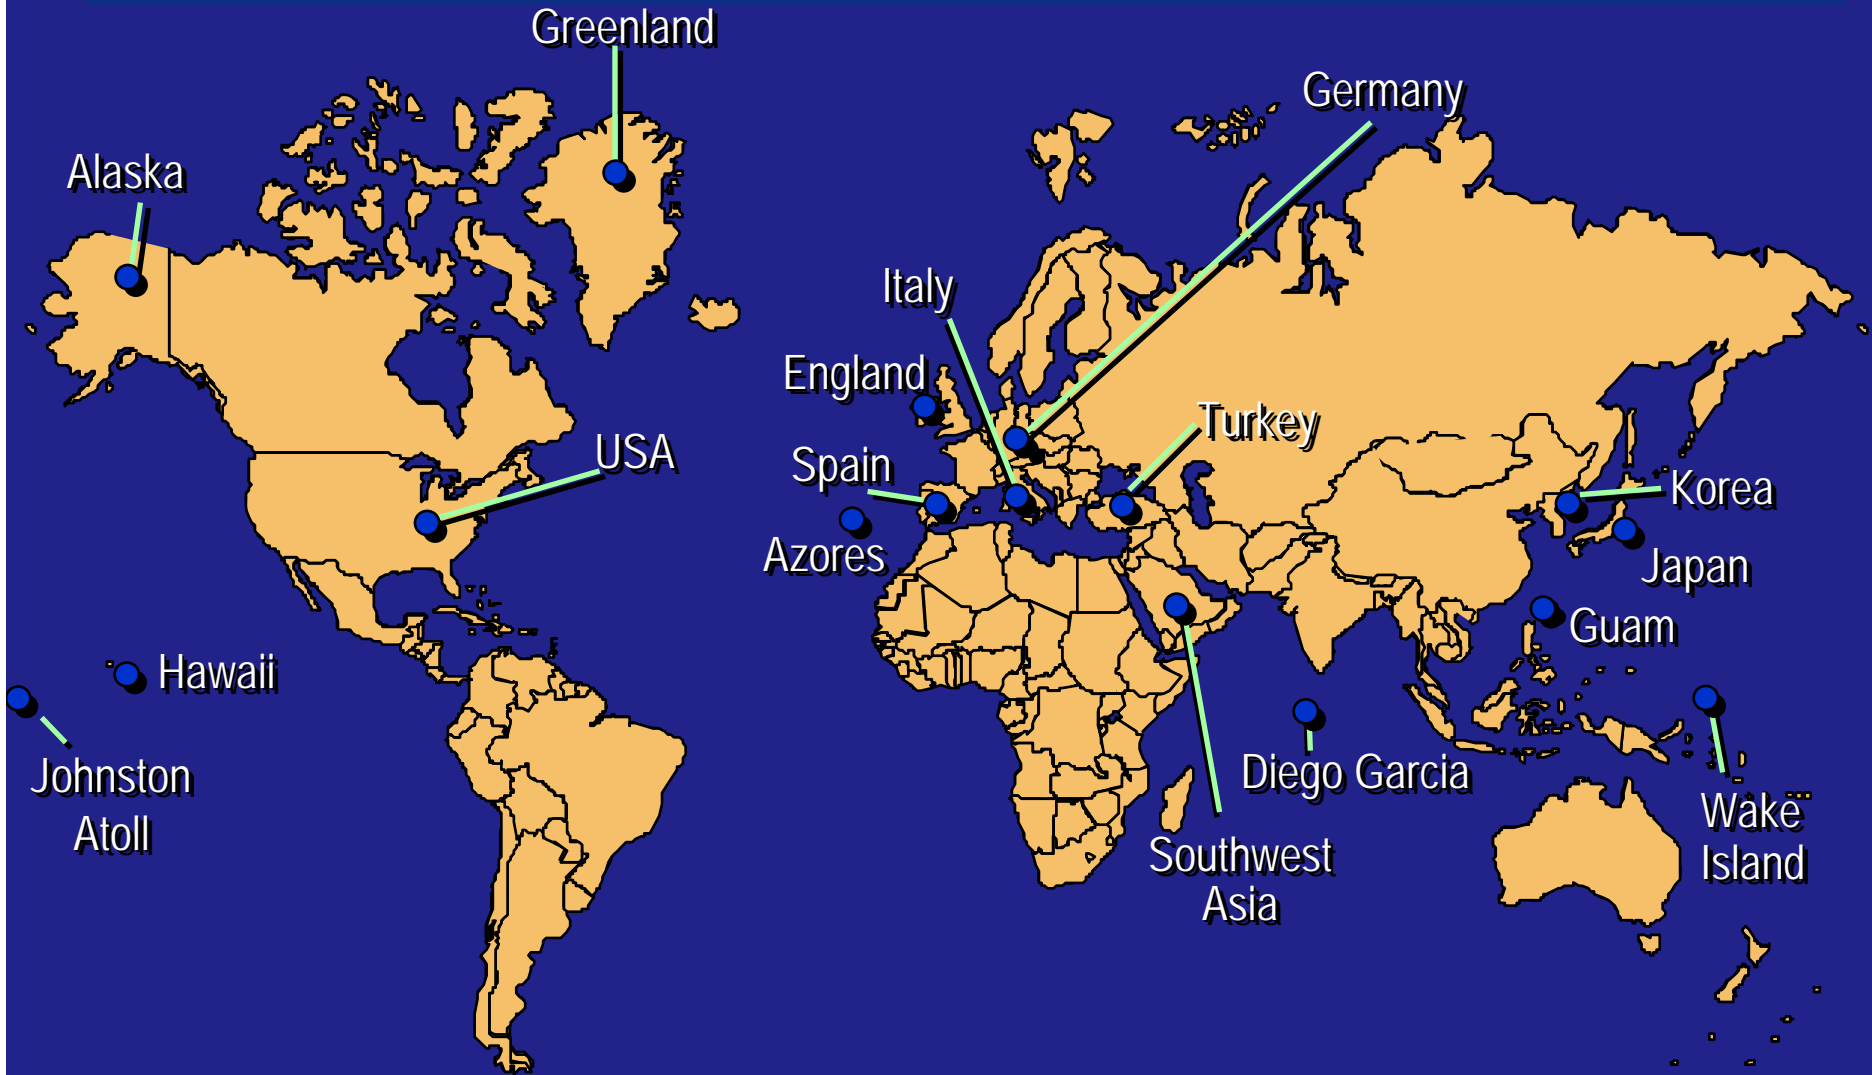 Greenland
Germany
Alaska
Italy
England
Turkey
USA
Spain
Korea
Azores
Japan
Guam
Hawaii
Johnston
Atoll
Diego Garcia
Wake
Island
Southwest
Asia